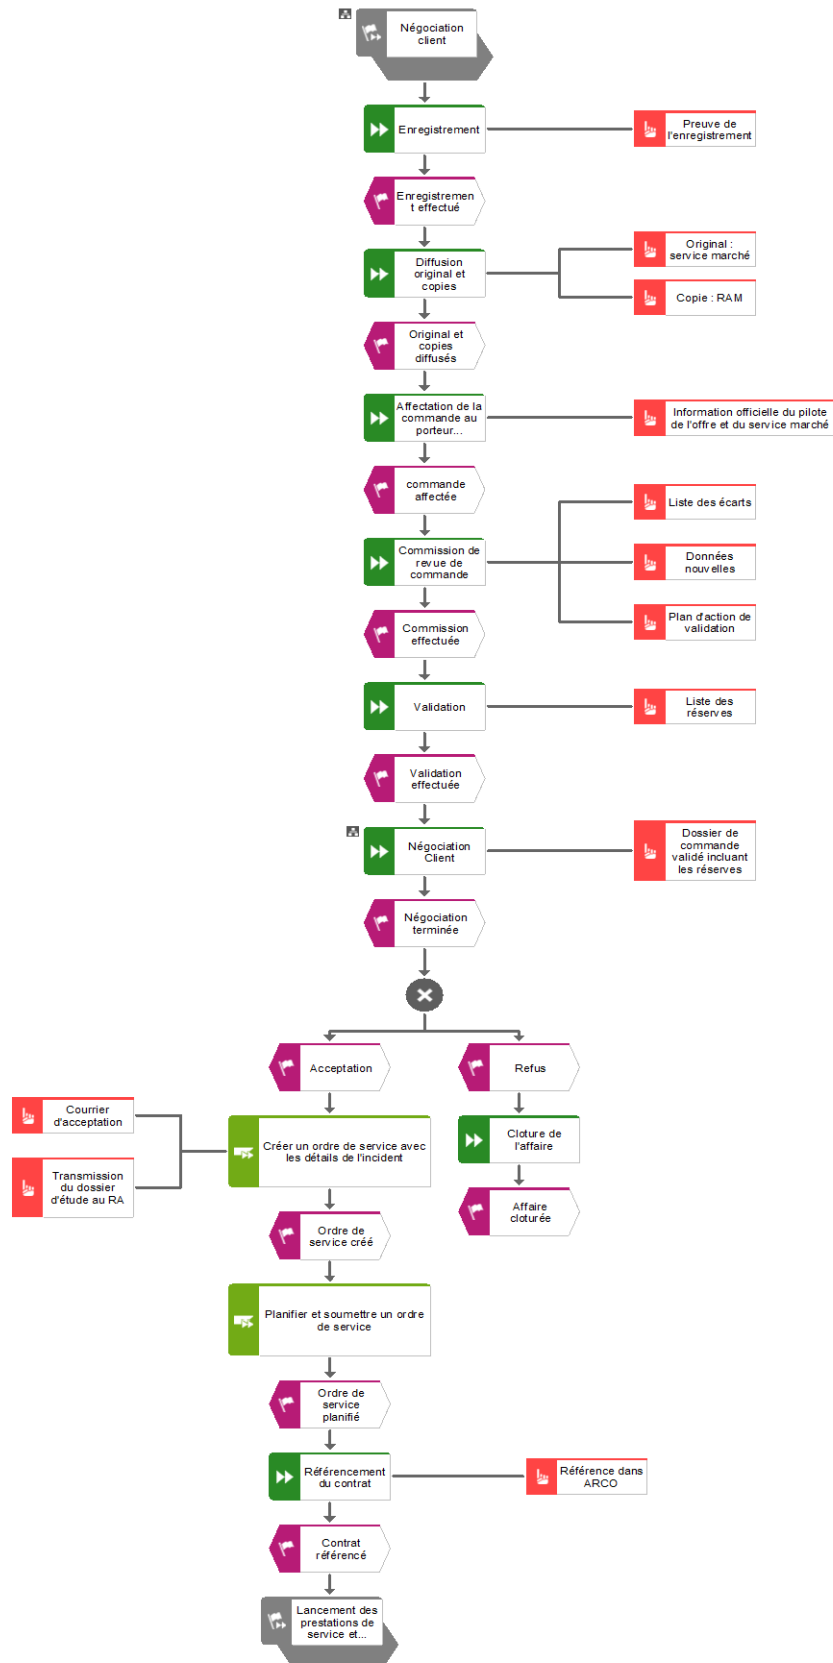 Négociation
client
Enregistrement
Preuve de
l'enregistrement
Enregistremen
t effectué
Diffusion
original et
copies
Original :
service marché
Copie : RAM
Original et
copies
diffusés
Affectation de la
commande au
porteur...
Information officielle du pilote
de l'offre et du service marché
commande
affectée
Liste des écarts
Commission de
revue de
commande
Données
nouvelles
Plan d'action de
validation
Commission
effectuée
Validation
Liste des
réserves
Validation
effectuée
Négociation
Client
Dossier de
commande
validé incluant
les réserves
Négociation
terminée
Acceptation
Refus
Courrier
d'acceptation
Créer un ordre de service avec
les détails de l'incident
Cloture de
l'affaire
Transmission
du dossier
d'étude au RA
Ordre de
service créé
Affaire
cloturée
Planifier et soumettre un ordre
de service
Ordre de
service
planifié
Référencement
du contrat
Référence dans
ARCO
Contrat
référencé
Lancement des
prestations de
service et...